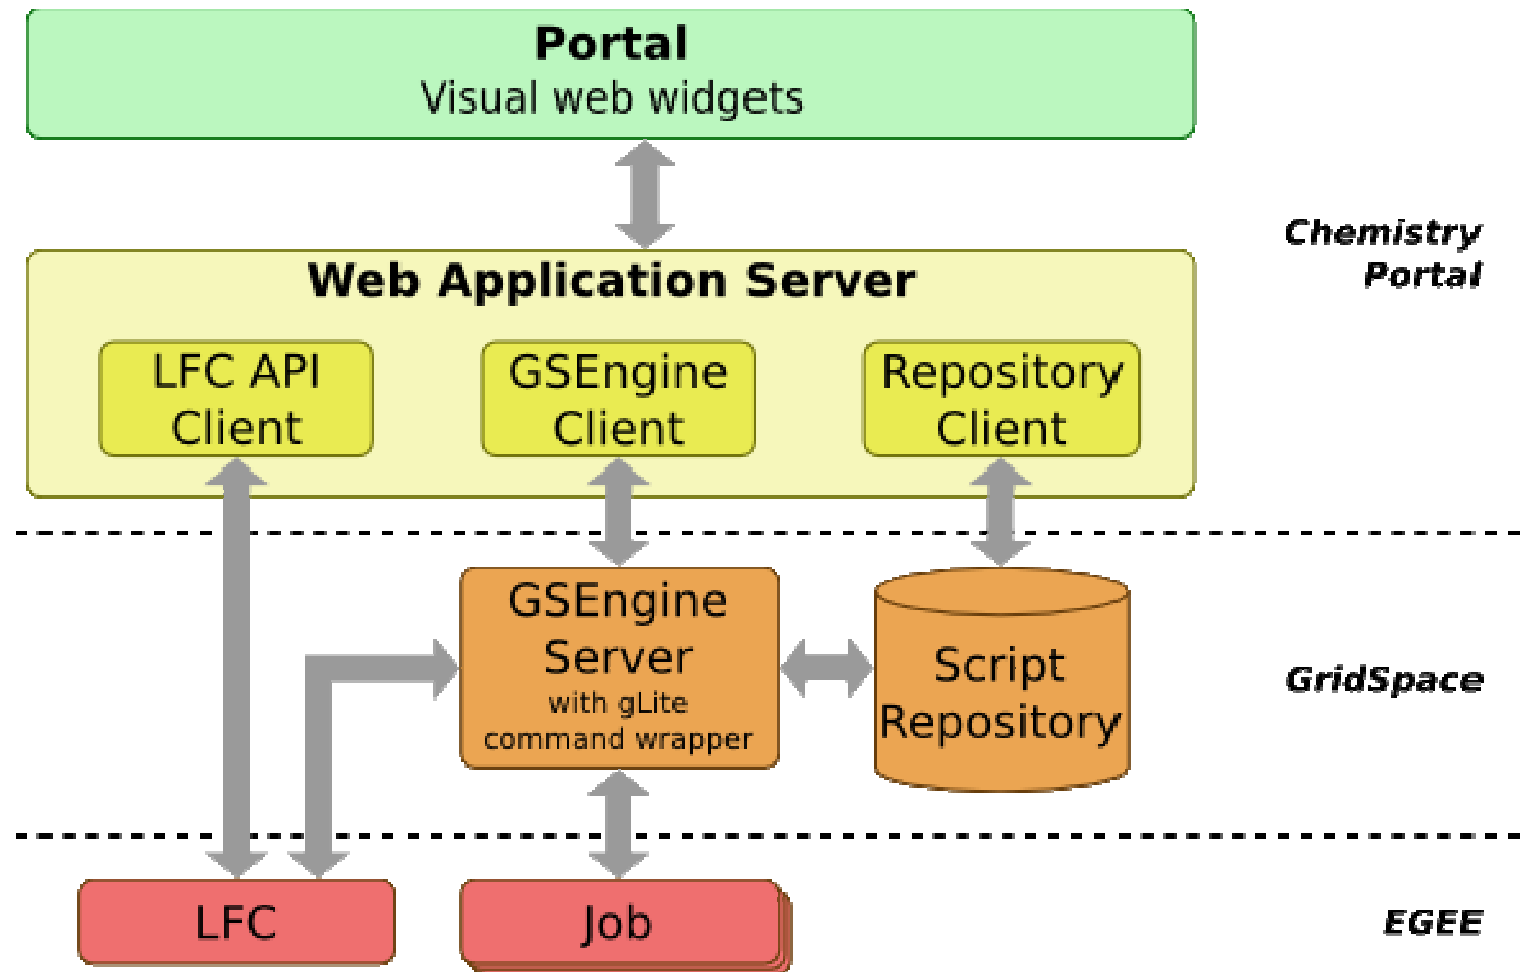 Portal
Visual web widgets
Chemistry
Portal
Web Application Server
LFC API
Client
GSEngine
Client
Repository
Client
GSEngine
Server
with gLite
command wrapper
Script
Repository
GridSpace
LFC
Job
EGEE